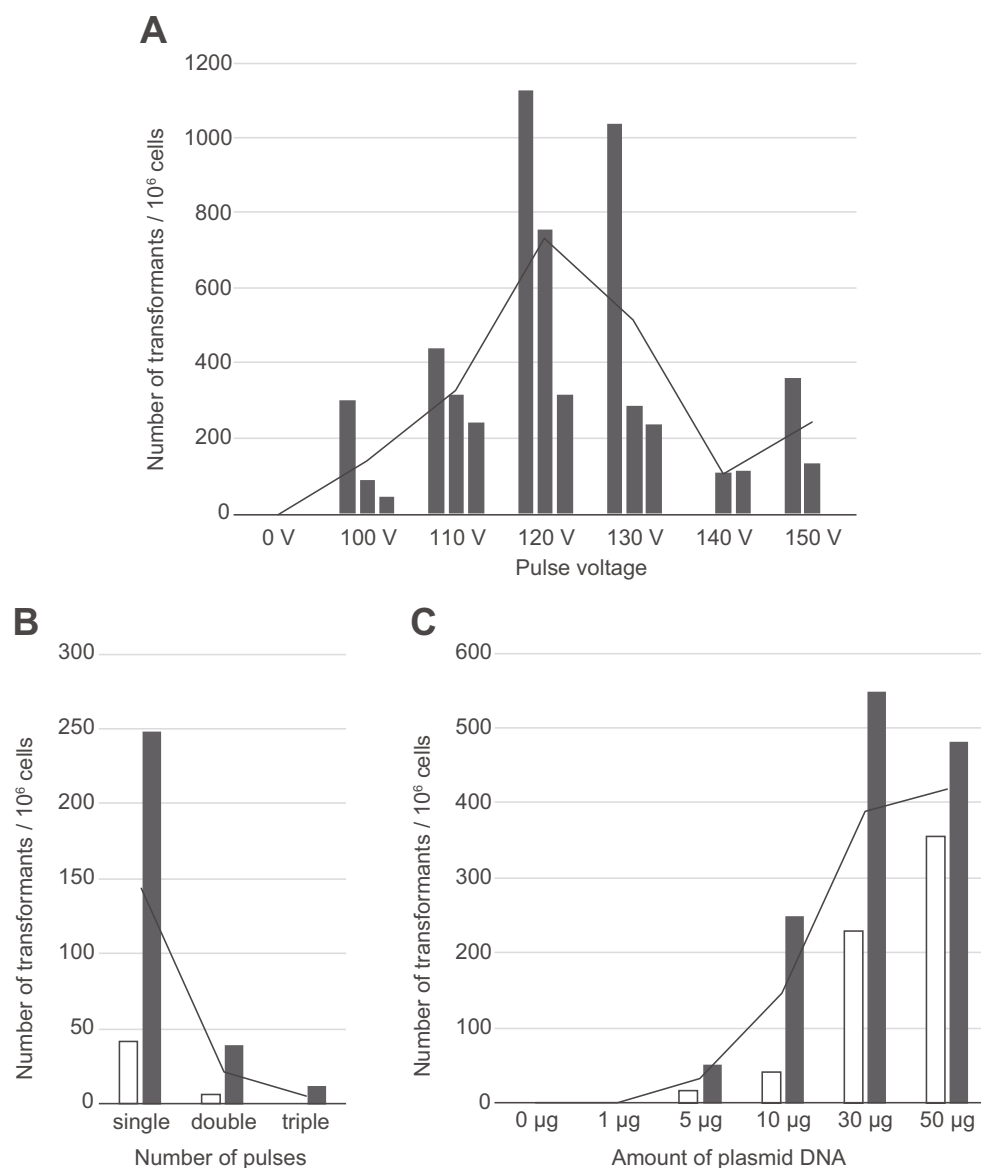 A
1200
1000
800
600
400
200
0
Number of transformants / 10⁶ cells
0 V 100 V 110 V 120 V 130 V 140 V 150 V
Pulse voltage
B
300
250
200
150
100
50
0
Number of transformants / 10⁶ cells
single double triple
Number of pulses
C
600
500
400
300
200
100
0
Number of transformants / 10⁶ cells
0 µg 1 µg 5 µg 10 µg 30 µg 50 µg
Amount of plasmid DNA